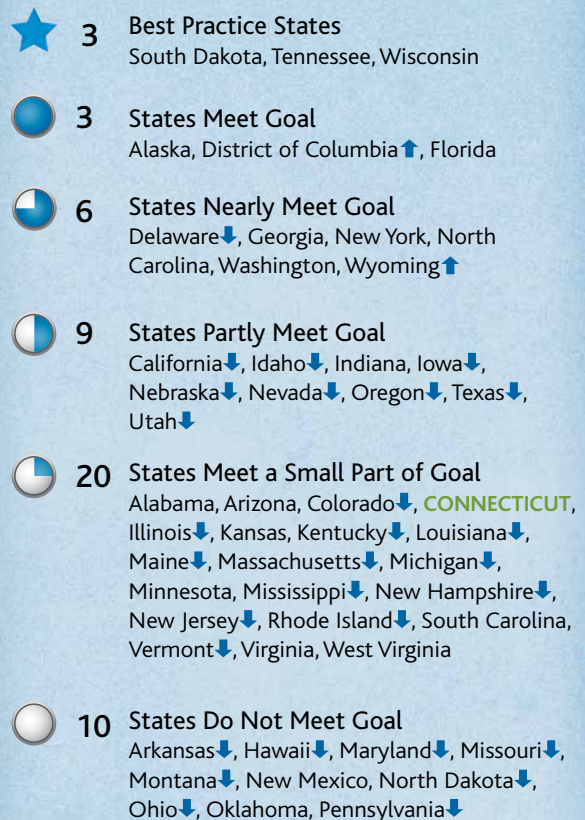 3 Best Practice States
South Dakota, Tennessee, Wisconsin
3 States Meet Goal
Alaska, District of Columbia⬆, Florida
6 States Nearly Meet Goal
Delaware⬇, Georgia, New York, North
Carolina, Washington, Wyoming⬆
9 States Partly Meet Goal
California⬇, Idaho⬇, Indiana, Iowa⬇,
Nebraska⬇, Nevada⬇, Oregon⬇, Texas⬇,
Utah⬇
20 States Meet a Small Part of Goal
Alabama, Arizona, Colorado⬇, CONNECTICUT,
Illinois⬇, Kansas, Kentucky⬇, Louisiana⬇,
Maine⬇, Massachusetts⬇, Michigan⬇,
Minnesota, Mississippi⬇, New Hampshire⬇,
New Jersey⬇, Rhode Island⬇, South Carolina,
Vermont⬇, Virginia, West Virginia
10 States Do Not Meet Goal
Arkansas⬇, Hawaii⬇, Maryland⬇, Missouri⬇,
Montana⬇, New Mexico, North Dakota⬇,
Ohio⬇, Oklahoma, Pennsylvania⬇